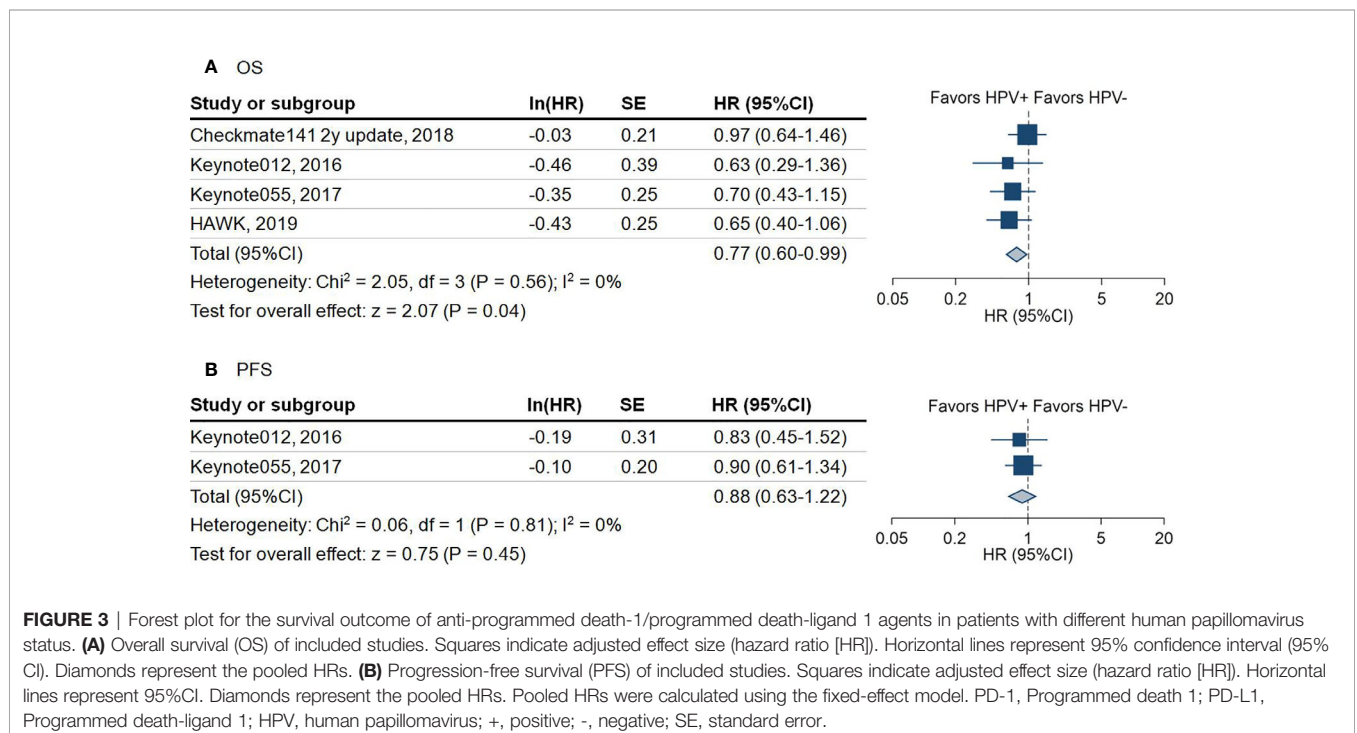 A OS
Study or subgroup ln(HR) SE HR (95%CI)
Checkmate141 2y update, 2018 -0.03 0.21 0.97 (0.64-1.46)
Keynote012, 2016 -0.46 0.39 0.63 (0.29-1.36)
Keynote055, 2017 -0.35 0.25 0.70 (0.43-1.15)
HAWK, 2019 -0.43 0.25 0.65 (0.40-1.06)
Total (95%CI) 0.77 (0.60-0.99)
Heterogeneity: Chi² = 2.05, df = 3 (P = 0.56); I² = 0%
Test for overall effect: z = 2.07 (P = 0.04)
Favors HPV+ Favors HPV-
0.05 0.2 1 5 20
HR (95%CI)
B PFS
Study or subgroup ln(HR) SE HR (95%CI)
Keynote012, 2016 -0.19 0.31 0.83 (0.45-1.52)
Keynote055, 2017 -0.10 0.20 0.90 (0.61-1.34)
Total (95%CI) 0.88 (0.63-1.22)
Heterogeneity: Chi² = 0.06, df = 1 (P = 0.81); I² = 0%
Test for overall effect: z = 0.75 (P = 0.45)
Favors HPV+ Favors HPV-
0.05 0.2 1 5 20
HR (95%CI)
FIGURE 3 | Forest plot for the survival outcome of anti-programmed death-1/programmed death-ligand 1 agents in patients with different human papillomavirus
status. (A) Overall survival (OS) of included studies. Squares indicate adjusted effect size (hazard ratio [HR]). Horizontal lines represent 95% confidence interval (95%
CI). Diamonds represent the pooled HRs. (B) Progression-free survival (PFS) of included studies. Squares indicate adjusted effect size (hazard ratio [HR]). Horizontal
lines represent 95%CI. Diamonds represent the pooled HRs. Pooled HRs were calculated using the fixed-effect model. PD-1, Programmed death 1; PD-L1,
Programmed death-ligand 1; HPV, human papillomavirus; +, positive; -, negative; SE, standard error.